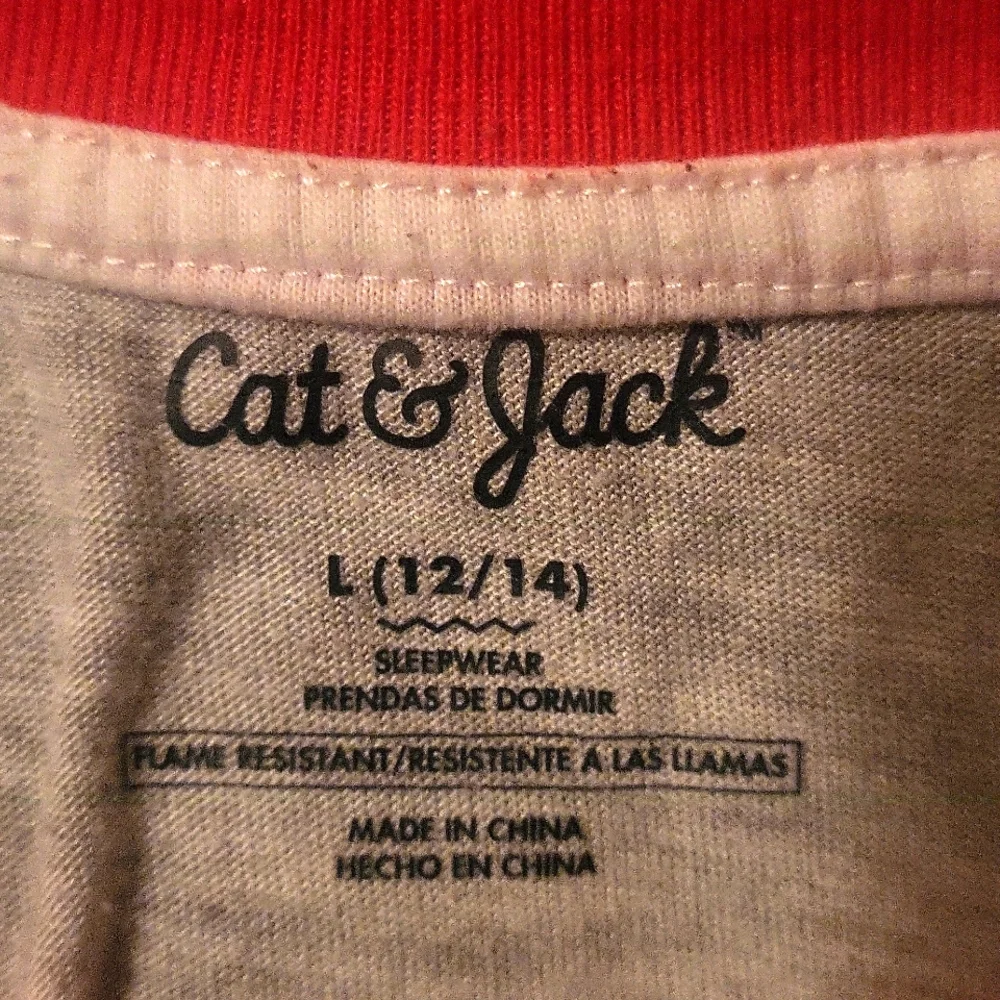 Cat & Jack™
L (12/14)
SLEEPWEAR
PRENDAS DE DORMIR
FLAME RESISTANT/RESISTENTE A LAS LLAMAS
MADE IN CHINA
HECHO EN CHINA